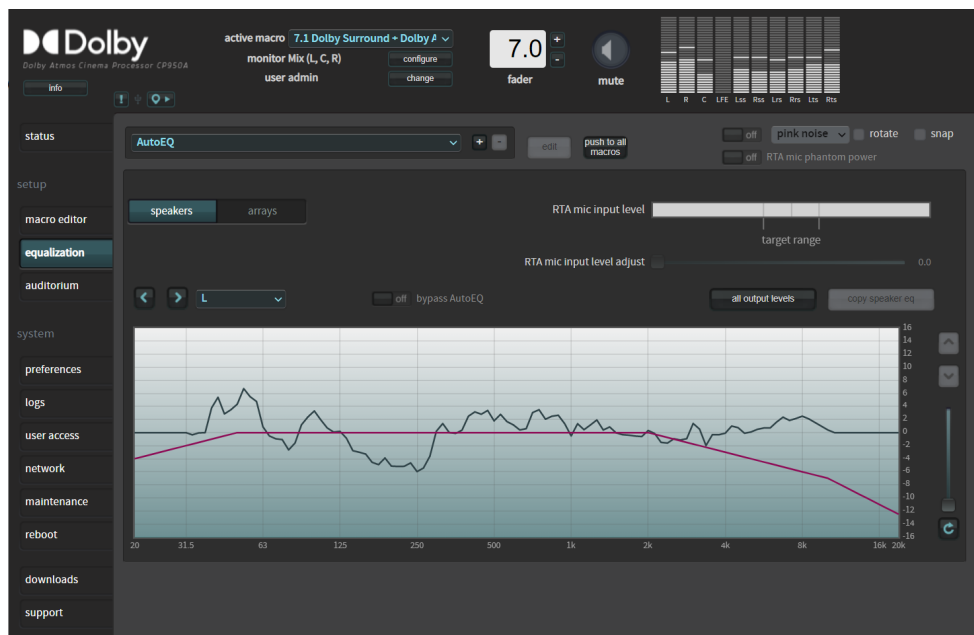 Dolby
Dolby Atmos Cinema Processor CP950A
info
active macro 7.1 Dolby Surround + Dolby A
monitor Mix (L, C, R) configure
user admin change
7.0
+
-
fader
mute
L R C LFE Lss Rss Lrs Rrs Lts Rts
status
setup
macro editor
equalization
auditorium
system
preferences
logs
user access
network
maintenance
reboot
downloads
support
AutoEQ
+ -
edit
push to all
macros
off pink noise rotate snap
off RTA mic phantom power
speakers arrays
RTA mic input level
target range
RTA mic input level adjust 0.0
L
off bypass AutoEQ
all output levels
copy speaker eq
16
14
12
10
8
6
4
2
0
-2
-4
-6
-8
-10
-12
-14
-16
20 31.5 63 125 250 500 1k 2k 4k 8k 16k 20k